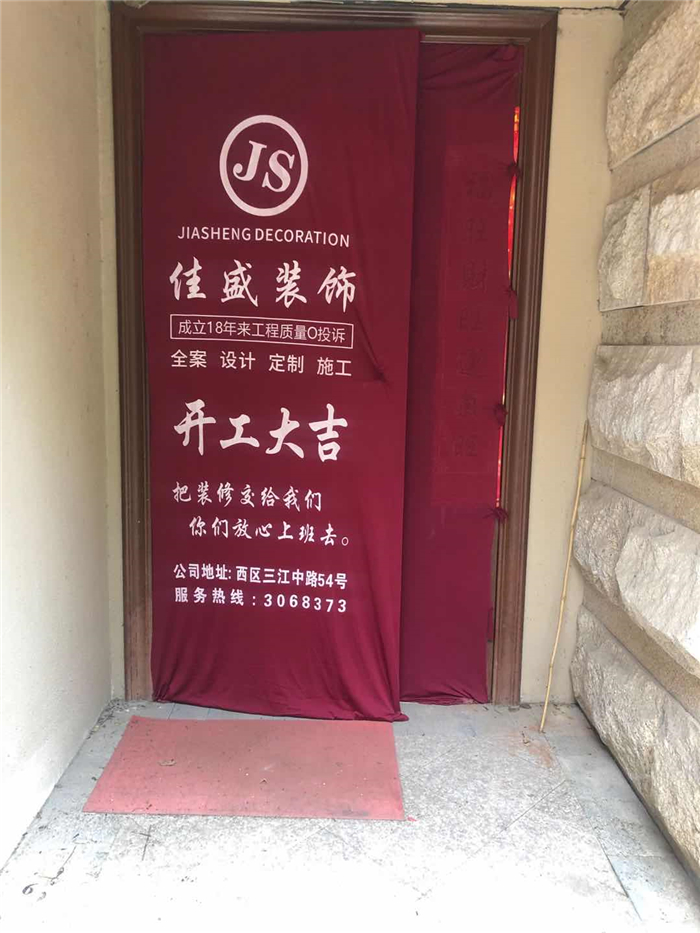 JS
JIASHENG DECORATION
佳盛装饰
成立18年来工程质量O投诉
全案 设计 定制 施工
开工大吉
把装修交给我们
你们放心上班去。
公司地址:西区三江中路54号
服务热线:3068373